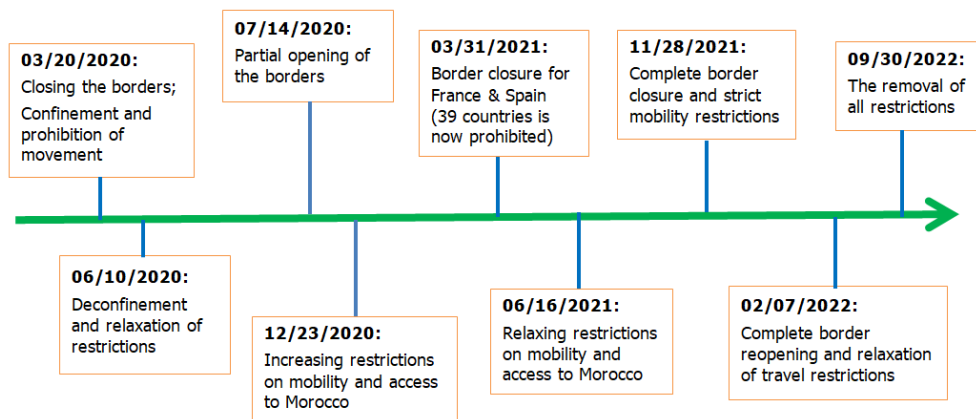 03/20/2020:
Closing the borders;
Confinement and
prohibition of
movement
06/10/2020:
Deconfinement
and relaxation of
restrictions
07/14/2020:
Partial opening of
the borders
12/23/2020:
Increasing restrictions
on mobility and access
to Morocco
03/31/2021:
Border closure for
France & Spain
(39 countries is
now prohibited)
06/16/2021:
Relaxing restrictions
on mobility and
access to Morocco
11/28/2021:
Complete border
closure and strict
mobility restrictions
02/07/2022:
Complete border
reopening and relaxation
of travel restrictions
09/30/2022:
The removal of
all restrictions